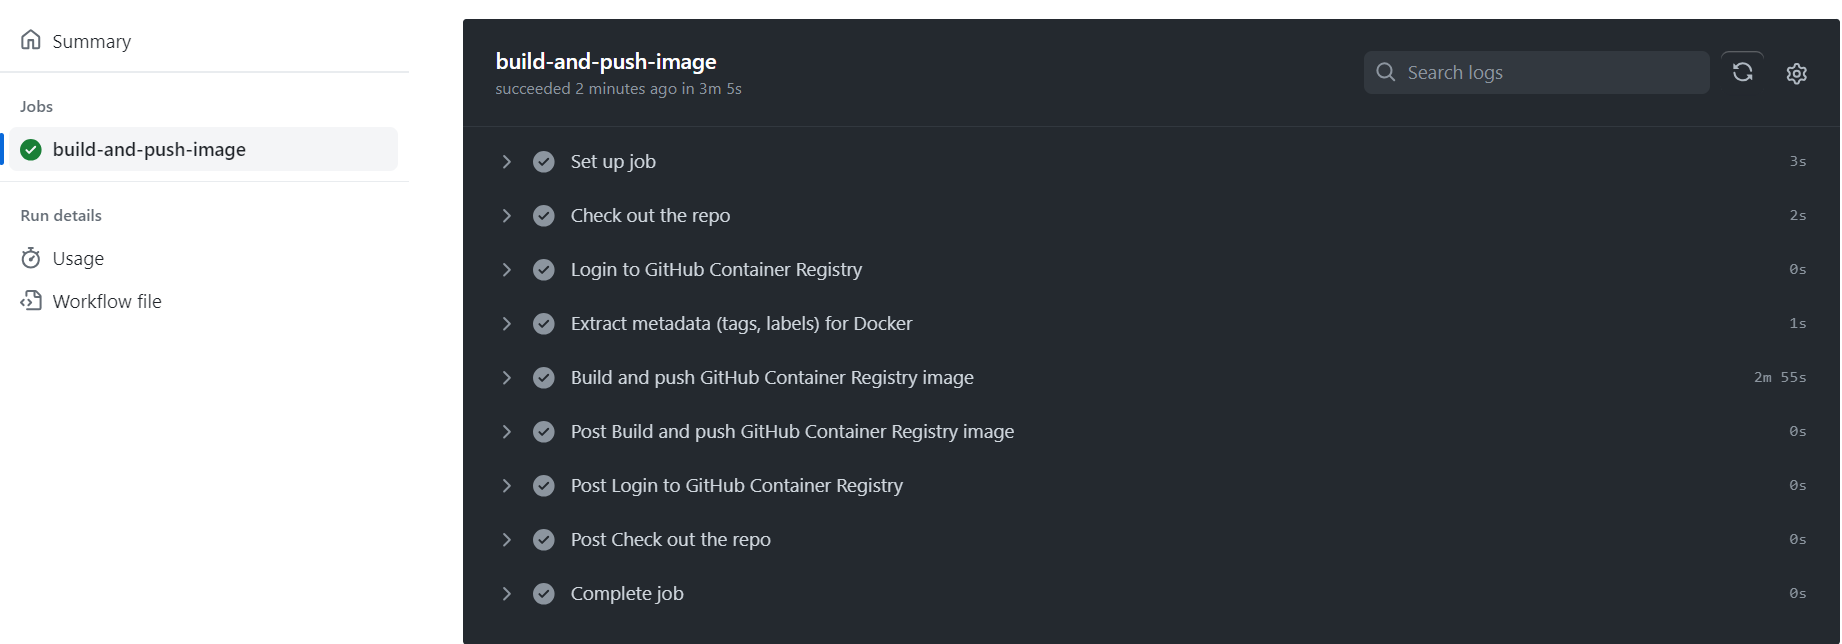 Summary
Jobs
build-and-push-image
Run details
Usage
Workflow file
build-and-push-image
succeeded 2 minutes ago in 3m 5s
Search logs
Set up job 3s
Check out the repo 2s
Login to GitHub Container Registry 0s
Extract metadata (tags, labels) for Docker 1s
Build and push GitHub Container Registry image 2m 55s
Post Build and push GitHub Container Registry image 0s
Post Login to GitHub Container Registry 0s
Post Check out the repo 0s
Complete job 0s